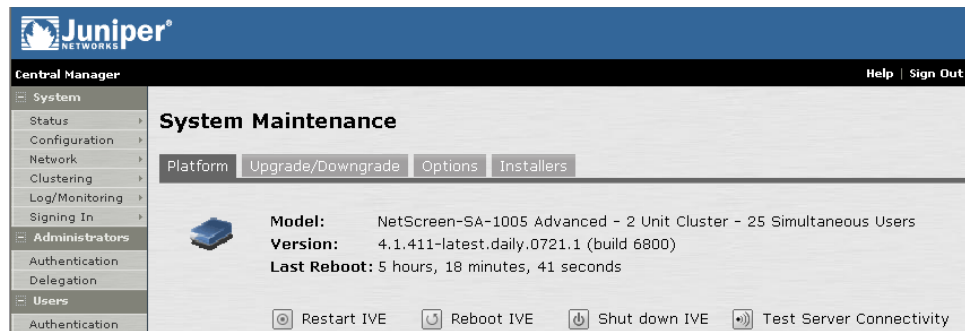 Juniper®
NETWORKS
Central Manager
Help | Sign Out
System
Status
Configuration
Network
Clustering
Log/Monitoring
Signing In
Administrators
Authentication
Delegation
Users
Authentication
System Maintenance
Platform Upgrade/Downgrade Options Installers
Model: NetScreen-SA-1005 Advanced - 2 Unit Cluster - 25 Simultaneous Users
Version: 4.1.411-latest.daily.0721.1 (build 6800)
Last Reboot: 5 hours, 18 minutes, 41 seconds
Restart IVE Reboot IVE Shut down IVE Test Server Connectivity